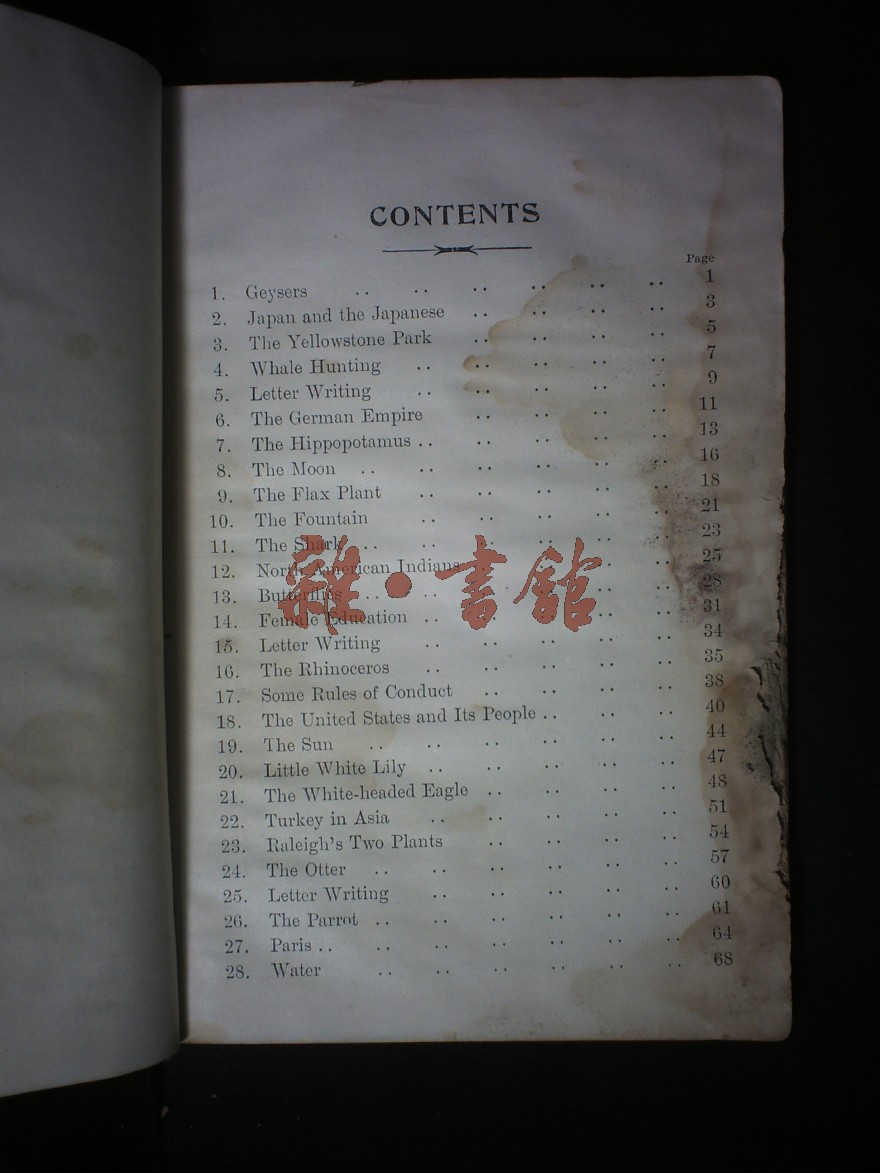 CONTENTS
Page
1. Geysers .. .. .. .. .. .. 1
2. Japan and the Japanese .. .. .. .. 3
3. The Yellowstone Park .. .. .. .. 5
4. Whale Hunting .. .. .. .. .. 7
5. Letter Writing .. .. .. .. .. 9
6. The German Empire .. .. .. .. 11
7. The Hippopotamus .. .. .. .. .. 13
8. The Moon .. .. .. .. .. .. 16
9. The Flax Plant .. .. .. .. .. 18
10. The Fountain .. .. .. .. .. 21
11. The Shark .. .. .. .. .. .. 23
12. North American Indians .. .. .. .. 25
13. Butterflies .. .. .. .. .. .. 28
14. Female Education .. .. .. .. .. 31
15. Letter Writing .. .. .. .. .. 34
16. The Rhinoceros .. .. .. .. .. 35
17. Some Rules of Conduct .. .. .. .. 38
18. The United States and Its People .. .. .. 40
19. The Sun .. .. .. .. .. .. 44
20. Little White Lily .. .. .. .. .. 47
21. The White-headed Eagle .. .. .. .. 48
22. Turkey in Asia .. .. .. .. .. 51
23. Raleigh's Two Plants .. .. .. .. 54
24. The Otter .. .. .. .. .. .. 57
25. Letter Writing .. .. .. .. .. 60
26. The Parrot .. .. .. .. .. .. 61
27. Paris .. .. .. .. .. .. .. 64
28. Water .. .. .. .. .. .. 68
雜·書館